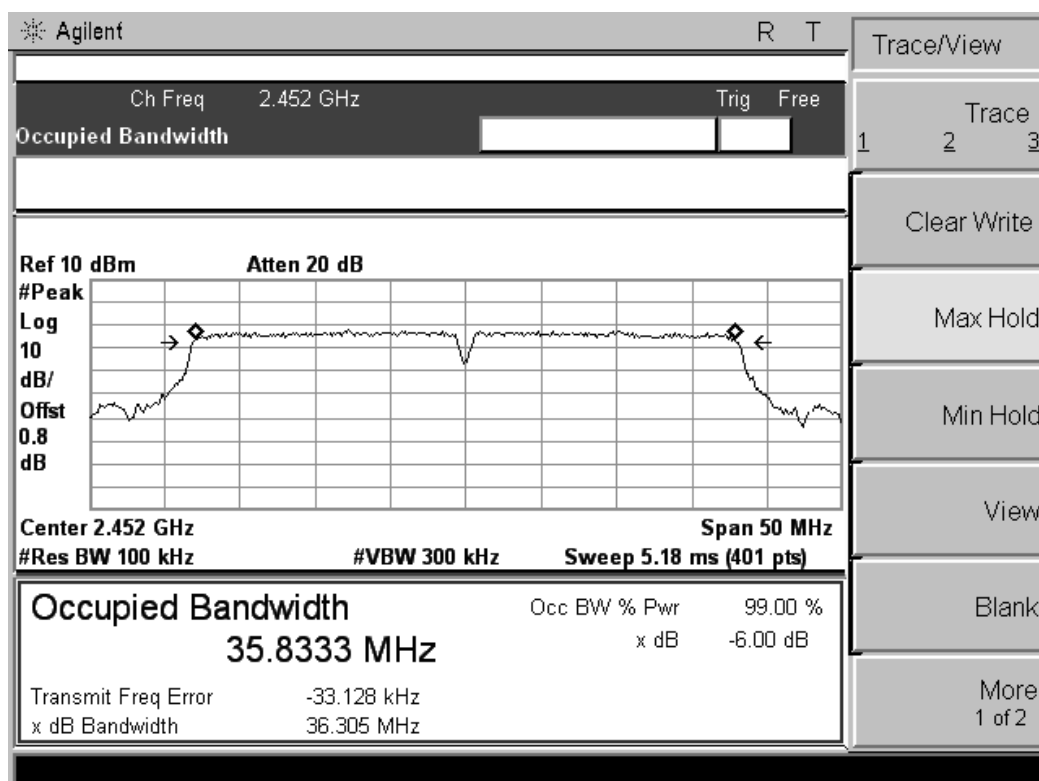 Agilent R T
Trace/View
Ch Freq 2.452 GHz Trig Free
Occupied Bandwidth
Trace
1 2 3
Clear Write
Ref 10 dBm Atten 20 dB
#Peak
Log
10
dB/
Offst
0.8
dB
Max Hold
Min Hold
Center 2.452 GHz Span 50 MHz
#Res BW 100 kHz #VBW 300 kHz Sweep 5.18 ms (401 pts)
View
Occupied Bandwidth
35.8333 MHz
Occ BW % Pwr 99.00 %
x dB -6.00 dB
Transmit Freq Error -33.128 kHz
x dB Bandwidth 36.305 MHz
Blank
More
1 of 2